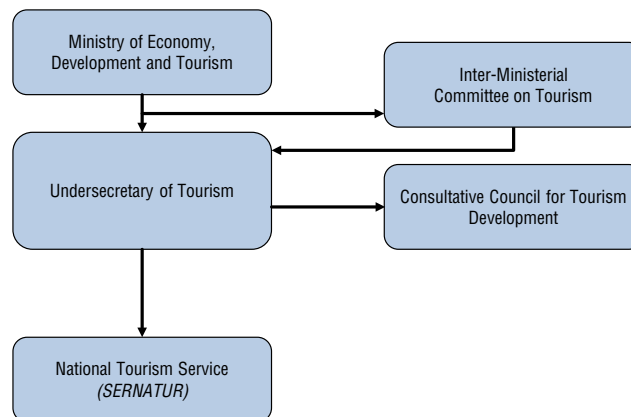 Ministry of Economy,
Development and Tourism
Inter-Ministerial
Committee on Tourism
Undersecretary of Tourism
Consultative Council for Tourism
Development
National Tourism Service
(SERNATUR)